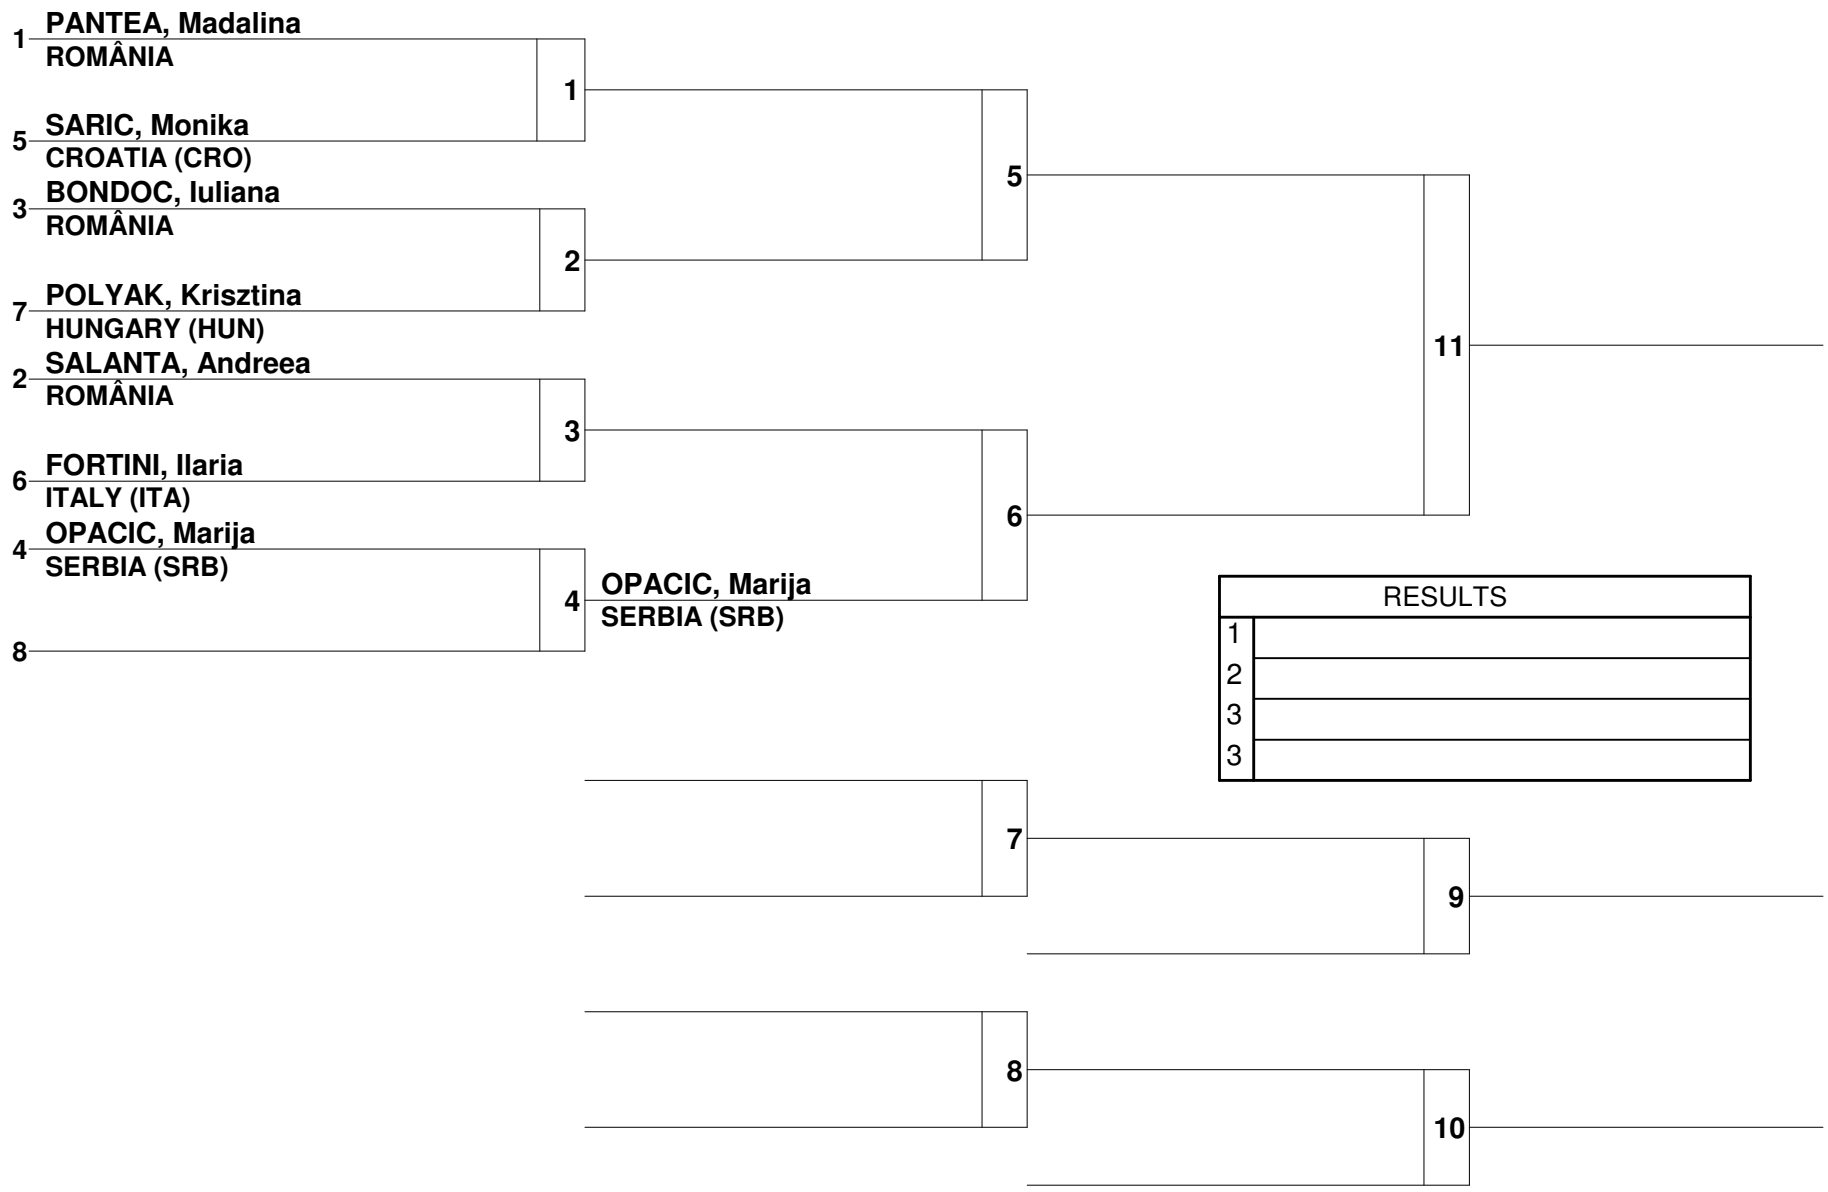 1 PANTEA, Madalina
ROMÂNIA
1
5 SARIC, Monika
CROATIA (CRO)
5
3 BONDOC, Iuliana
ROMÂNIA
2
7 POLYAK, Krisztina
HUNGARY (HUN)
11
2 SALANTA, Andreea
ROMÂNIA
3
6 FORTINI, Ilaria
ITALY (ITA)
6
4 OPACIC, Marija
SERBIA (SRB)
4 OPACIC, Marija
SERBIA (SRB)
8
RESULTS
1
2
3
3
7
9
8
10